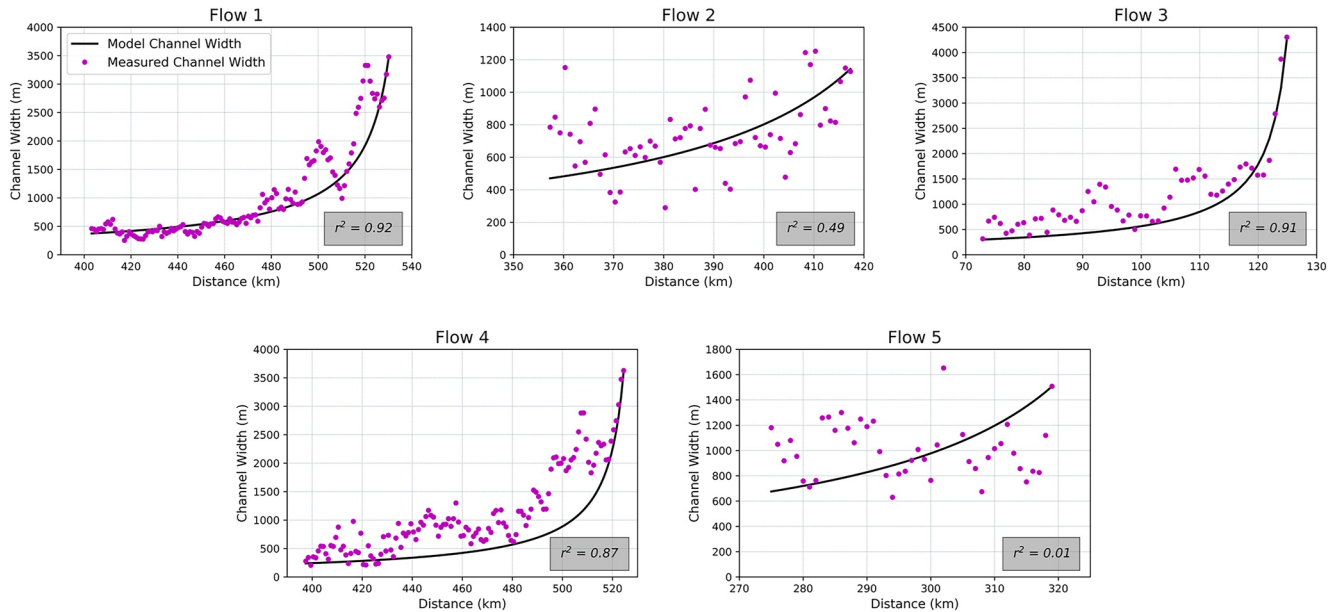 Flow 1
Channel Width (m)
4000
3500
3000
2500
2000
1500
1000
500
0
Model Channel Width
Measured Channel Width
r² = 0.92
400 420 440 460 480 500 520 540
Distance (km)
Flow 2
Channel Width (m)
1400
1200
1000
800
600
400
200
0
r² = 0.49
350 360 370 380 390 400 410 420
Distance (km)
Flow 3
Channel Width (m)
4500
4000
3500
3000
2500
2000
1500
1000
500
0
r² = 0.91
70 80 90 100 110 120 130
Distance (km)
Flow 4
Channel Width (m)
4000
3500
3000
2500
2000
1500
1000
500
0
r² = 0.87
400 420 440 460 480 500 520
Distance (km)
Flow 5
Channel Width (m)
1800
1600
1400
1200
1000
800
600
400
200
0
r² = 0.01
270 280 290 300 310 320
Distance (km)